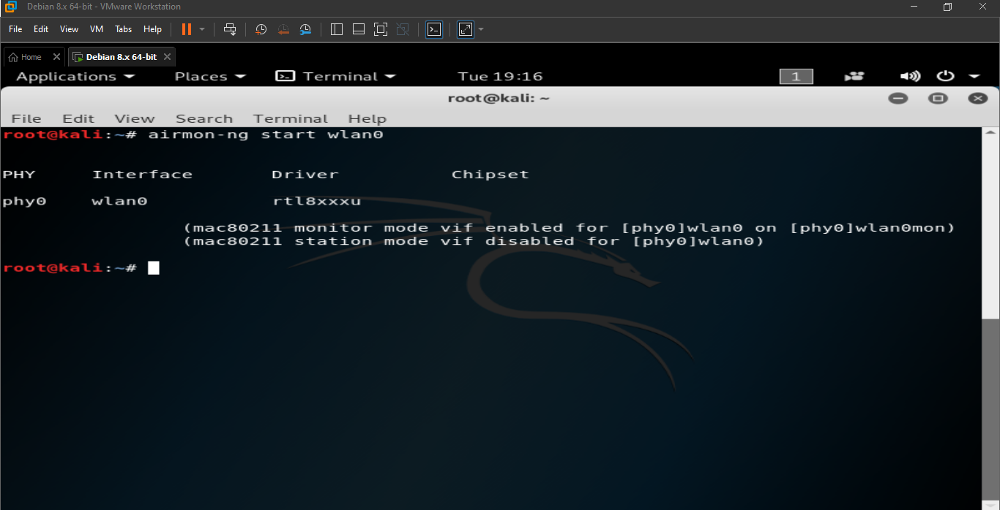 Debian 8.x 64-bit - VMware Workstation
File Edit View VM Tabs Help
Home Debian 8.x 64-bit
Applications Places Terminal Tue 19:16 1
root@kali: ~
File Edit View Search Terminal Help
root@kali:~# airmon-ng start wlan0
PHY Interface Driver Chipset
phy0 wlan0 rtl8xxxu
(mac80211 monitor mode vif enabled for [phy0]wlan0 on [phy0]wlan0mon)
(mac80211 station mode vif disabled for [phy0]wlan0)
root@kali:~#